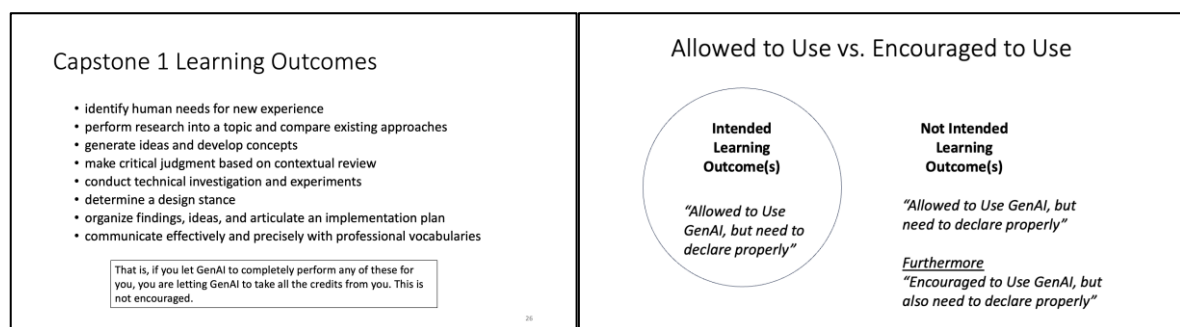 Capstone 1 Learning Outcomes
• identify human needs for new experience
• perform research into a topic and compare existing approaches
• generate ideas and develop concepts
• make critical judgment based on contextual review
• conduct technical investigation and experiments
• determine a design stance
• organize findings, ideas, and articulate an implementation plan
• communicate effectively and precisely with professional vocabularies
That is, if you let GenAI to completely perform any of these for
you, you are letting GenAI to take all the credits from you. This is
not encouraged.
26
Allowed to Use vs. Encouraged to Use
Intended
Learning
Outcome(s)
“Allowed to Use
GenAI, but need to
declare properly”
Not Intended
Learning
Outcome(s)
“Allowed to Use GenAI, but
need to declare properly”
Furthermore
“Encouraged to Use GenAI, but
also need to declare properly”